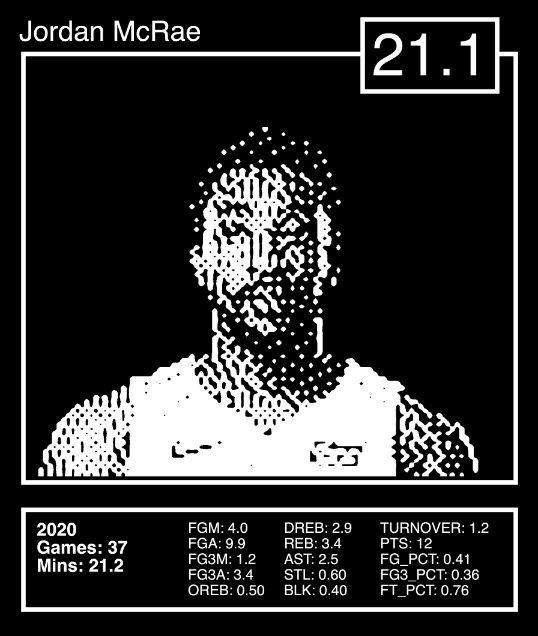 Jordan McRae
21.1
2020
Games: 37
Mins: 21.2
FGM: 4.0
FGA: 9.9
FG3M: 1.2
FG3A: 3.4
OREB: 0.50
DREB: 2.9
REB: 3.4
AST: 2.5
STL: 0.60
BLK: 0.40
TURNOVER: 1.2
PTS: 12
FG_PCT: 0.41
FG3_PCT: 0.36
FT_PCT: 0.76